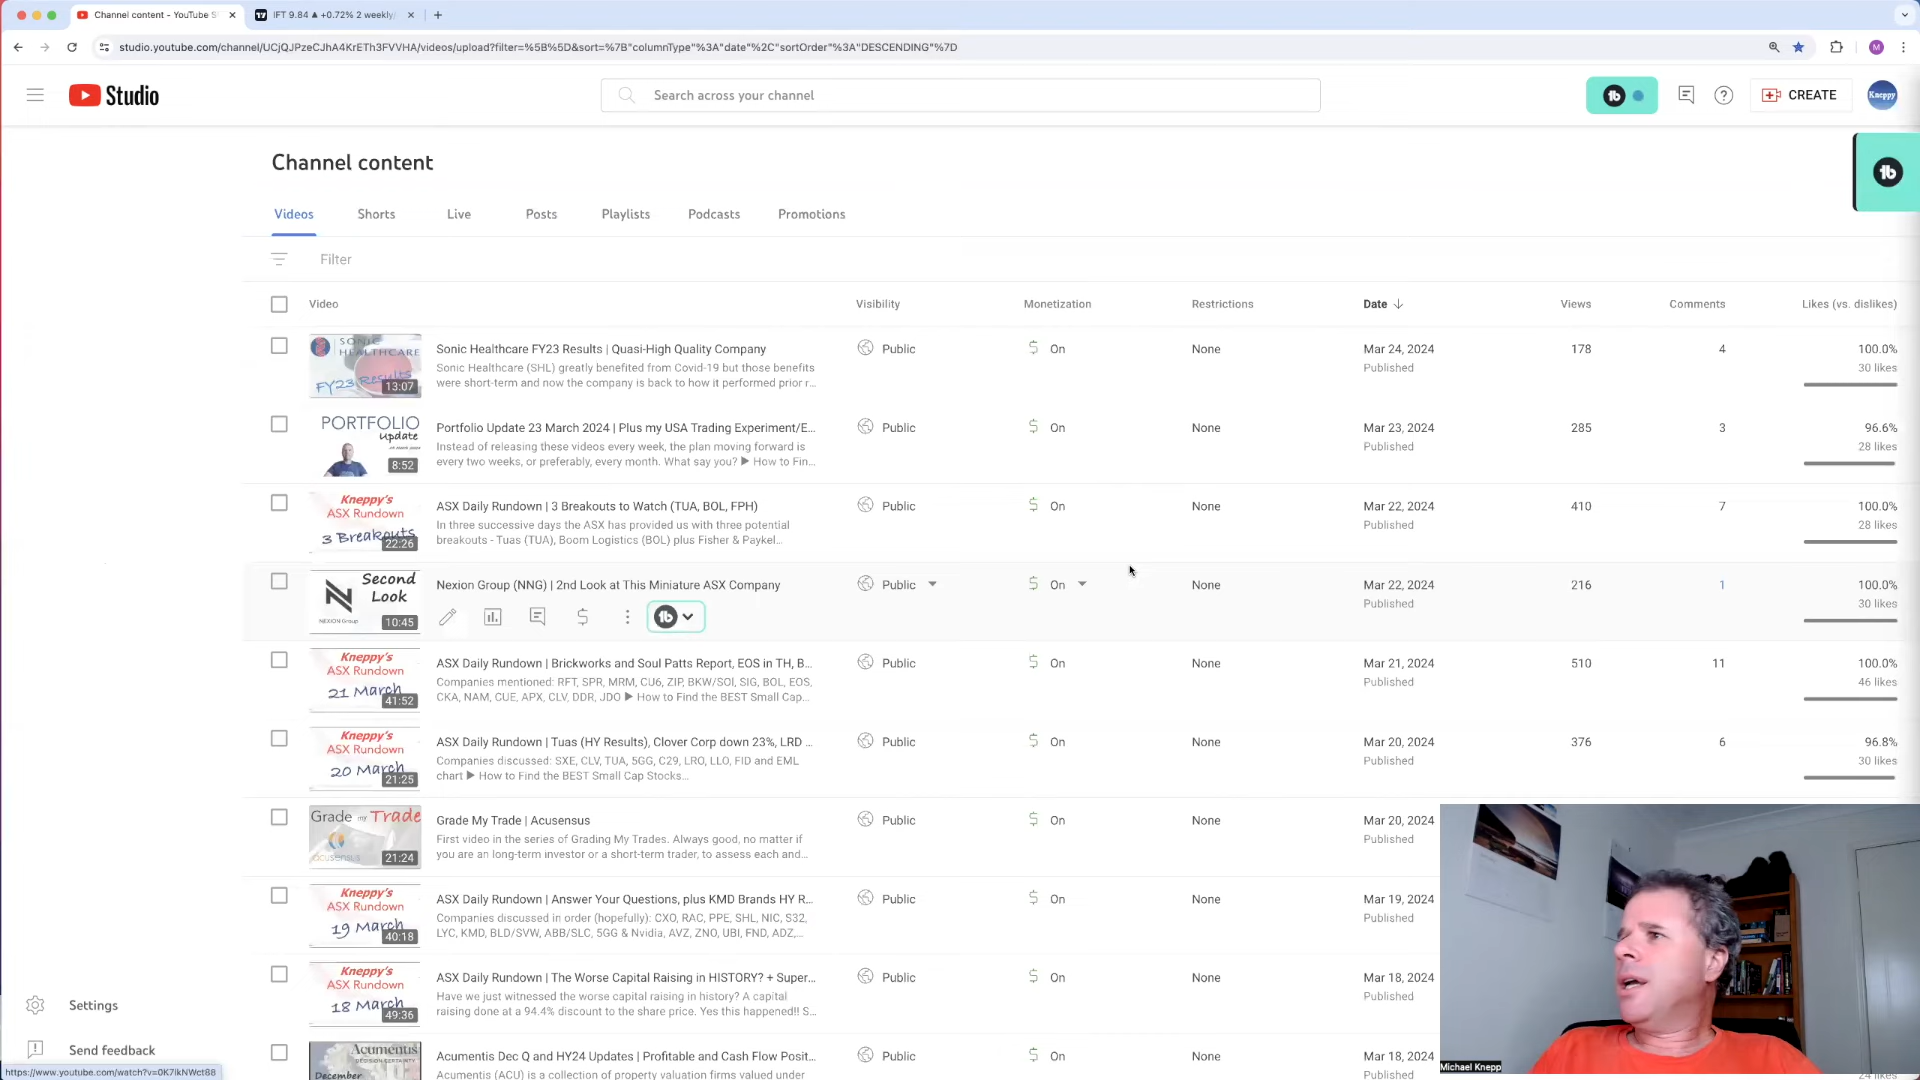 Channel content - YouTube S
IFT 9.84 ▲ +0.72% 2 weekly
studio.youtube.com/channel/UCjQJPzeCJhA4KrETh3FVVHA/videos/upload?filter=%5B%5D&sort=%7B"columnType"%3A"date"%2C"sortOrder"%3A"DESCENDING"%7D
M
Studio
Search across your channel
CREATE
Kneppy
Channel content
Videos Shorts Live Posts Playlists Podcasts Promotions
Filter
Video Visibility Monetization Restrictions Date Views Comments Likes (vs. dislikes)
SONIC HEALTHCARE
FY23 Results
13:07
Sonic Healthcare FY23 Results | Quasi-High Quality Company
Sonic Healthcare (SHL) greatly benefited from Covid-19 but those benefits
were short-term and now the company is back to how it performed prior r...
Public On None Mar 24, 2024 178 4 100.0%
Published 30 likes
PORTFOLIO
update
8:52
Portfolio Update 23 March 2024 | Plus my USA Trading Experiment/E...
Instead of releasing these videos every week, the plan moving forward is
every two weeks, or preferably, every month. What say you? ▶ How to Fin...
Public On None Mar 23, 2024 285 3 96.6%
Published 28 likes
Kneppy's
ASX Rundown
3 Breakouts
22:26
ASX Daily Rundown | 3 Breakouts to Watch (TUA, BOL, FPH)
In three successive days the ASX has provided us with three potential
breakouts - Tuas (TUA), Boom Logistics (BOL) plus Fisher & Paykel...
Public On None Mar 22, 2024 410 7 100.0%
Published 28 likes
Second
Look
NEXION Group
10:45
Nexion Group (NNG) | 2nd Look at This Miniature ASX Company
Public On None Mar 22, 2024 216 1 100.0%
Published 30 likes
Kneppy's
ASX Rundown
21 March
41:52
ASX Daily Rundown | Brickworks and Soul Patts Report, EOS in TH, B...
Companies mentioned: RFT, SPR, MRM, CU6, ZIP, BKW/SOl, SIG, BOL, EOS,
CKA, NAM, CUE, APX, CLV, DDR, JDO ▶ How to Find the BEST Small Cap...
Public On None Mar 21, 2024 510 11 100.0%
Published 46 likes
Kneppy's
ASX Rundown
20 March
21:25
ASX Daily Rundown | Tuas (HY Results), Clover Corp down 23%, LRD ...
Companies discussed: SXE, CLV, TUA, 5GG, C29, LRO, LLO, FID and EML
chart ▶ How to Find the BEST Small Cap Stocks...
Public On None Mar 20, 2024 376 6 96.8%
Published 30 likes
Grade my Trade
acusensus
21:24
Grade My Trade | Acusensus
First video in the series of Grading My Trades. Always good, no matter if
you are an long-term investor or a short-term trader, to assess each and...
Public On None Mar 20, 2024
Published
Kneppy's
ASX Rundown
19 March
40:18
ASX Daily Rundown | Answer Your Questions, plus KMD Brands HY R...
Companies discussed in order (hopefully): CXO, RAC, PPE, SHL, NIC, S32,
LYC, KMD, BLD/SVW, ABB/SLC, 5GG & Nvidia, AVZ, ZNO, UBI, FND, ADZ,...
Public On None Mar 19, 2024
Published
Kneppy's
ASX Rundown
18 March
49:36
ASX Daily Rundown | The Worse Capital Raising in HISTORY? + Super...
Have we just witnessed the worse capital raising in history? A capital
raising done at a 94.4% discount to the share price. Yes this happened!! S...
Public On None Mar 18, 2024
Published
Acumentis
December
Acumentis Dec Q and HY24 Updates | Profitable and Cash Flow Posit...
Acumentis (ACU) is a collection of property valuation firms valued under
Public On None Mar 18, 2024
Published
24 likes
Settings
Send feedback
https://www.youtube.com/watch?v=0K7IkNWct88
Michael Knepp